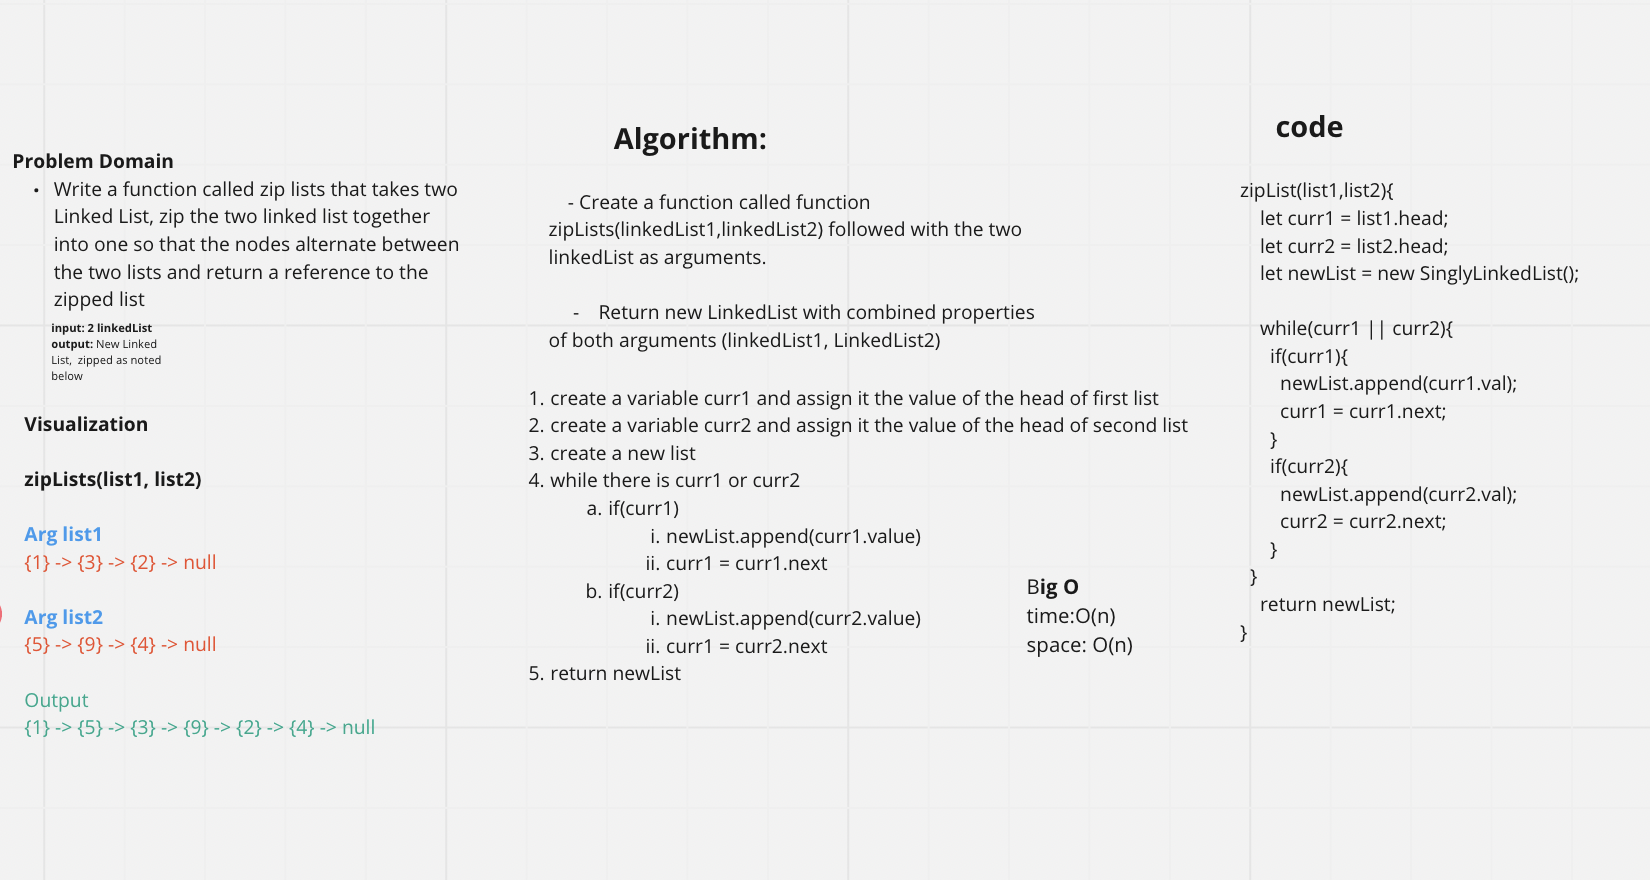 Problem Domain
• Write a function called zip lists that takes two
Linked List, zip the two linked list together
into one so that the nodes alternate between
the two lists and return a reference to the
zipped list
input: 2 linkedList
output: New Linked
List, zipped as noted
below
Visualization
zipLists(list1, list2)
Arg list1
{1} -> {3} -> {2} -> null
Arg list2
{5} -> {9} -> {4} -> null
Output
{1} -> {5} -> {3} -> {9} -> {2} -> {4} -> null
Algorithm:
- Create a function called function
zipLists(linkedList1,linkedList2) followed with the two
linkedList as arguments.
- Return new LinkedList with combined properties
of both arguments (linkedList1, LinkedList2)
1. create a variable curr1 and assign it the value of the head of first list
2. create a variable curr2 and assign it the value of the head of second list
3. create a new list
4. while there is curr1 or curr2
a. if(curr1)
i. newList.append(curr1.value)
ii. curr1 = curr1.next
b. if(curr2)
i. newList.append(curr2.value)
ii. curr1 = curr2.next
5. return newList
Big O
time:O(n)
space: O(n)
code
zipList(list1,list2){
let curr1 = list1.head;
let curr2 = list2.head;
let newList = new SinglyLinkedList();
while(curr1 || curr2){
if(curr1){
newList.append(curr1.val);
curr1 = curr1.next;
}
if(curr2){
newList.append(curr2.val);
curr2 = curr2.next;
}
}
return newList;
}